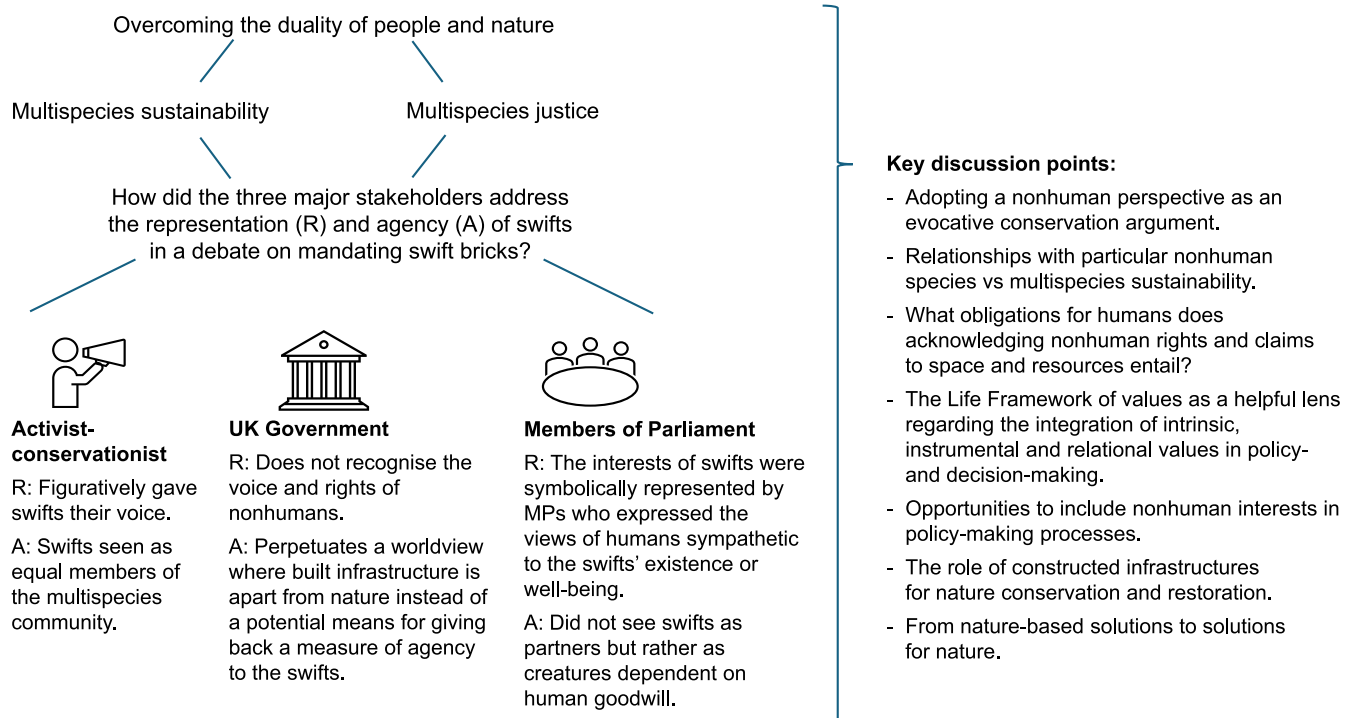 Overcoming the duality of people and nature
Multispecies sustainability
Multispecies justice
How did the three major stakeholders address
the representation (R) and agency (A) of swifts
in a debate on mandating swift bricks?
Activist-
conservationist
R: Figuratively gave
swifts their voice.
A: Swifts seen as
equal members of
the multispecies
community.
UK Government
R: Does not recognise the
voice and rights of
nonhumans.
A: Perpetuates a worldview
where built infrastructure is
apart from nature instead of
a potential means for giving
back a measure of agency
to the swifts.
Members of Parliament
R: The interests of swifts were
symbolically represented by
MPs who expressed the
views of humans sympathetic
to the swifts’ existence or
well-being.
A: Did not see swifts as
partners but rather as
creatures dependent on
human goodwill.
Key discussion points:
- Adopting a nonhuman perspective as an
evocative conservation argument.
- Relationships with particular nonhuman
species vs multispecies sustainability.
- What obligations for humans does
acknowledging nonhuman rights and claims
to space and resources entail?
- The Life Framework of values as a helpful lens
regarding the integration of intrinsic,
instrumental and relational values in policy-
and decision-making.
- Opportunities to include nonhuman interests in
policy-making processes.
- The role of constructed infrastructures
for nature conservation and restoration.
- From nature-based solutions to solutions
for nature.